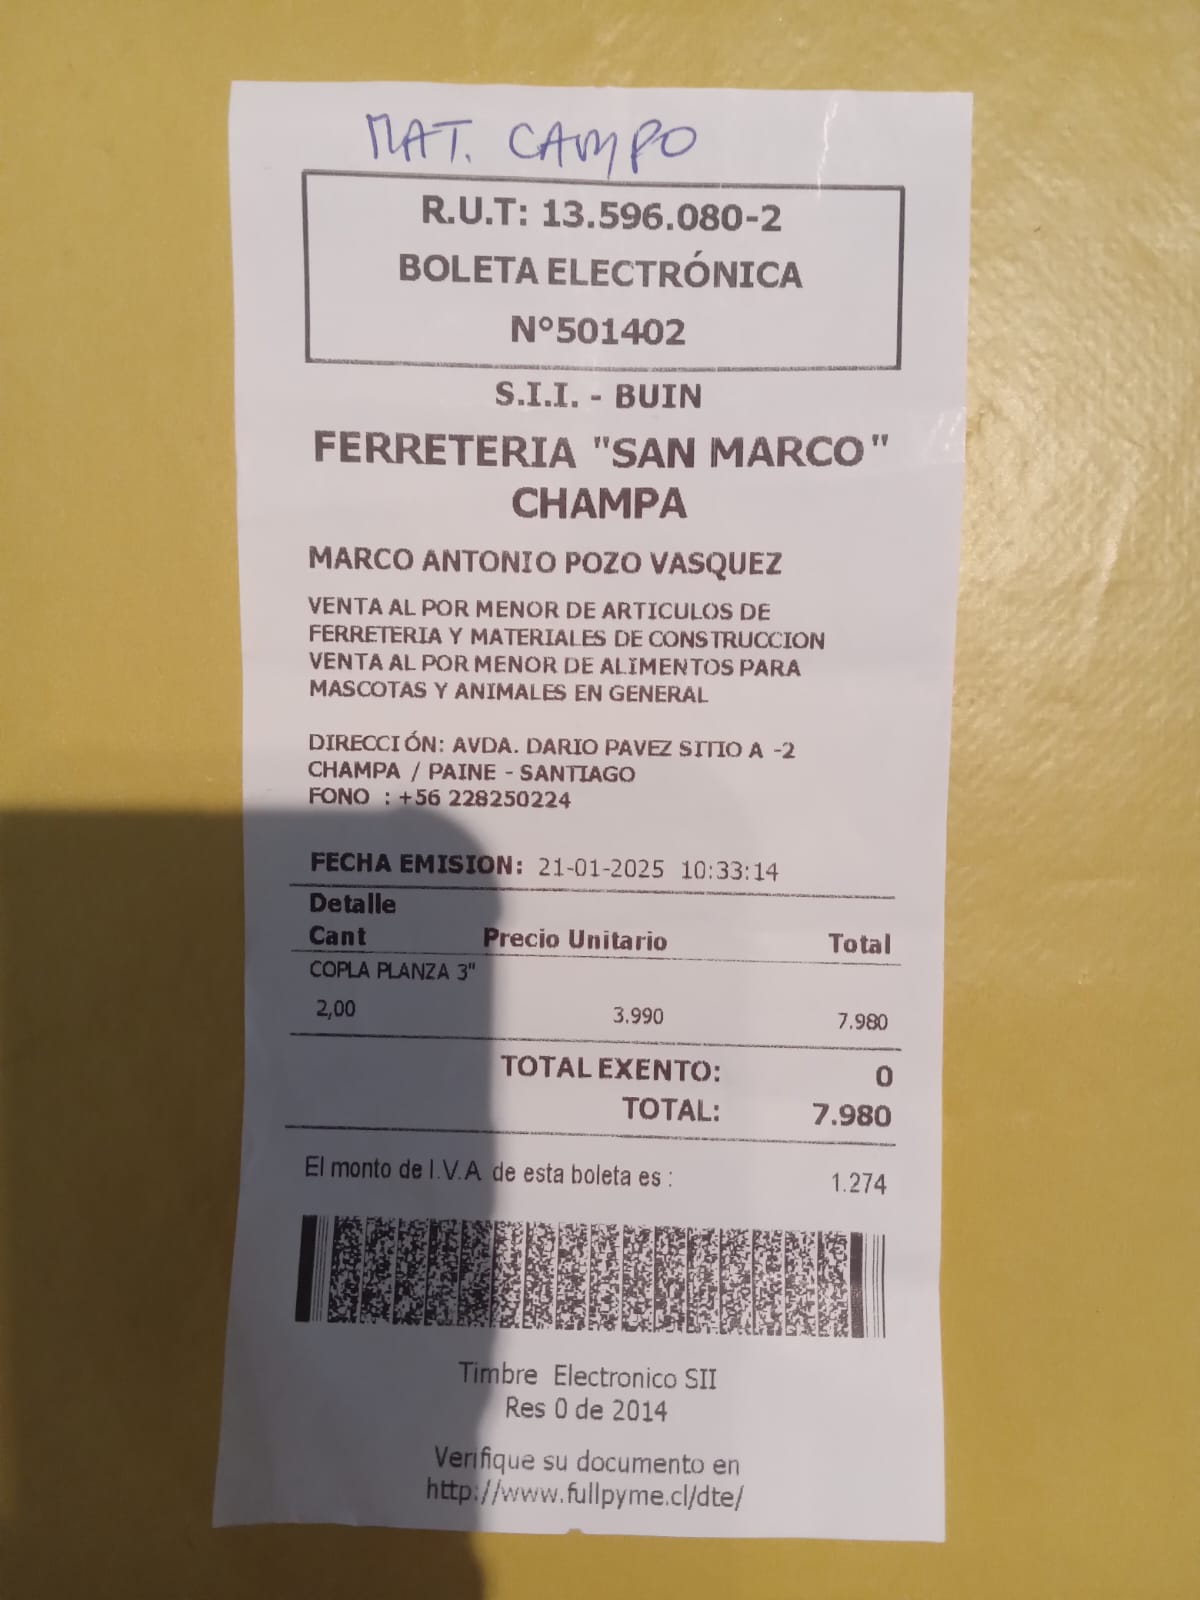 MAT. CAMPO
R.U.T: 13.596.080-2
BOLETA ELECTRÓNICA
N°501402
S.I.I. - BUIN
FERRETERIA "SAN MARCO"
CHAMPA
MARCO ANTONIO POZO VASQUEZ
VENTA AL POR MENOR DE ARTICULOS DE
FERRETERIA Y MATERIALES DE CONSTRUCCION
VENTA AL POR MENOR DE ALIMENTOS PARA
MASCOTAS Y ANIMALES EN GENERAL
DIRECCIÓN: AVDA. DARIO PAVEZ SITIO A -2
CHAMPA / PAINE - SANTIAGO
FONO : +56 228250224
FECHA EMISION: 21-01-2025 10:33:14
Detalle
Cant Precio Unitario Total
COPLA PLANZA 3"
2,00 3.990 7.980
TOTAL EXENTO: 0
TOTAL: 7.980
El monto de I.V.A. de esta boleta es : 1.274
Timbre Electronico SII
Res 0 de 2014
Verifique su documento en
http://www.fullpyme.cl/dte/